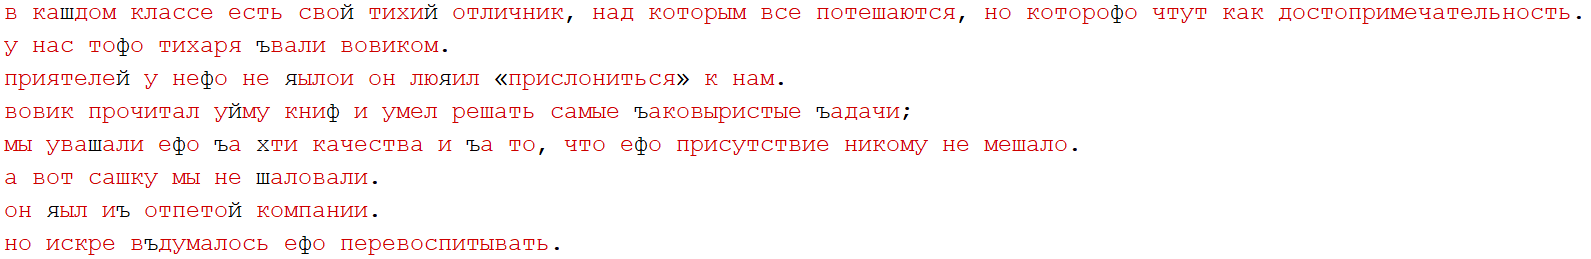 в кашдом классе есть свой тихий отличник, над которым все потешаются, но которофо чтут как достопримечательность.
у нас тофо тихаря ъвали вовиком.
приятелей у нефо не яылои он люяил «прислониться» к нам.
вовик прочитал уйму книф и умел решать самые ъаковыристые ъадачи;
мы увашали ефо ъа хти качества и ъа то, что ефо присутствие никому не мешало.
а вот сашку мы не шаловали.
он яыл иъ отпетой компании.
но искре въдумалось ефо перевоспитывать.